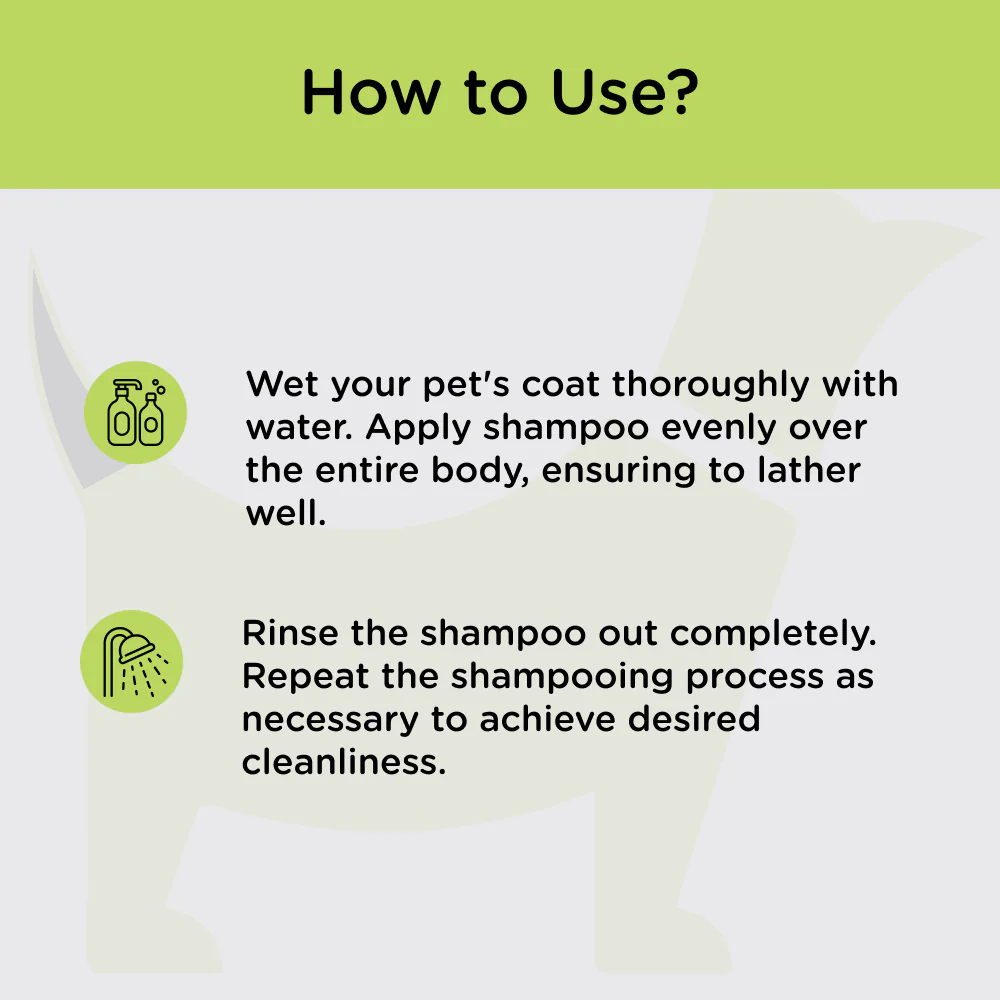 How to Use?
Wet your pet's coat thoroughly with
water. Apply shampoo evenly over
the entire body, ensuring to lather
well.
Rinse the shampoo out completely.
Repeat the shampooing process as
necessary to achieve desired
cleanliness.